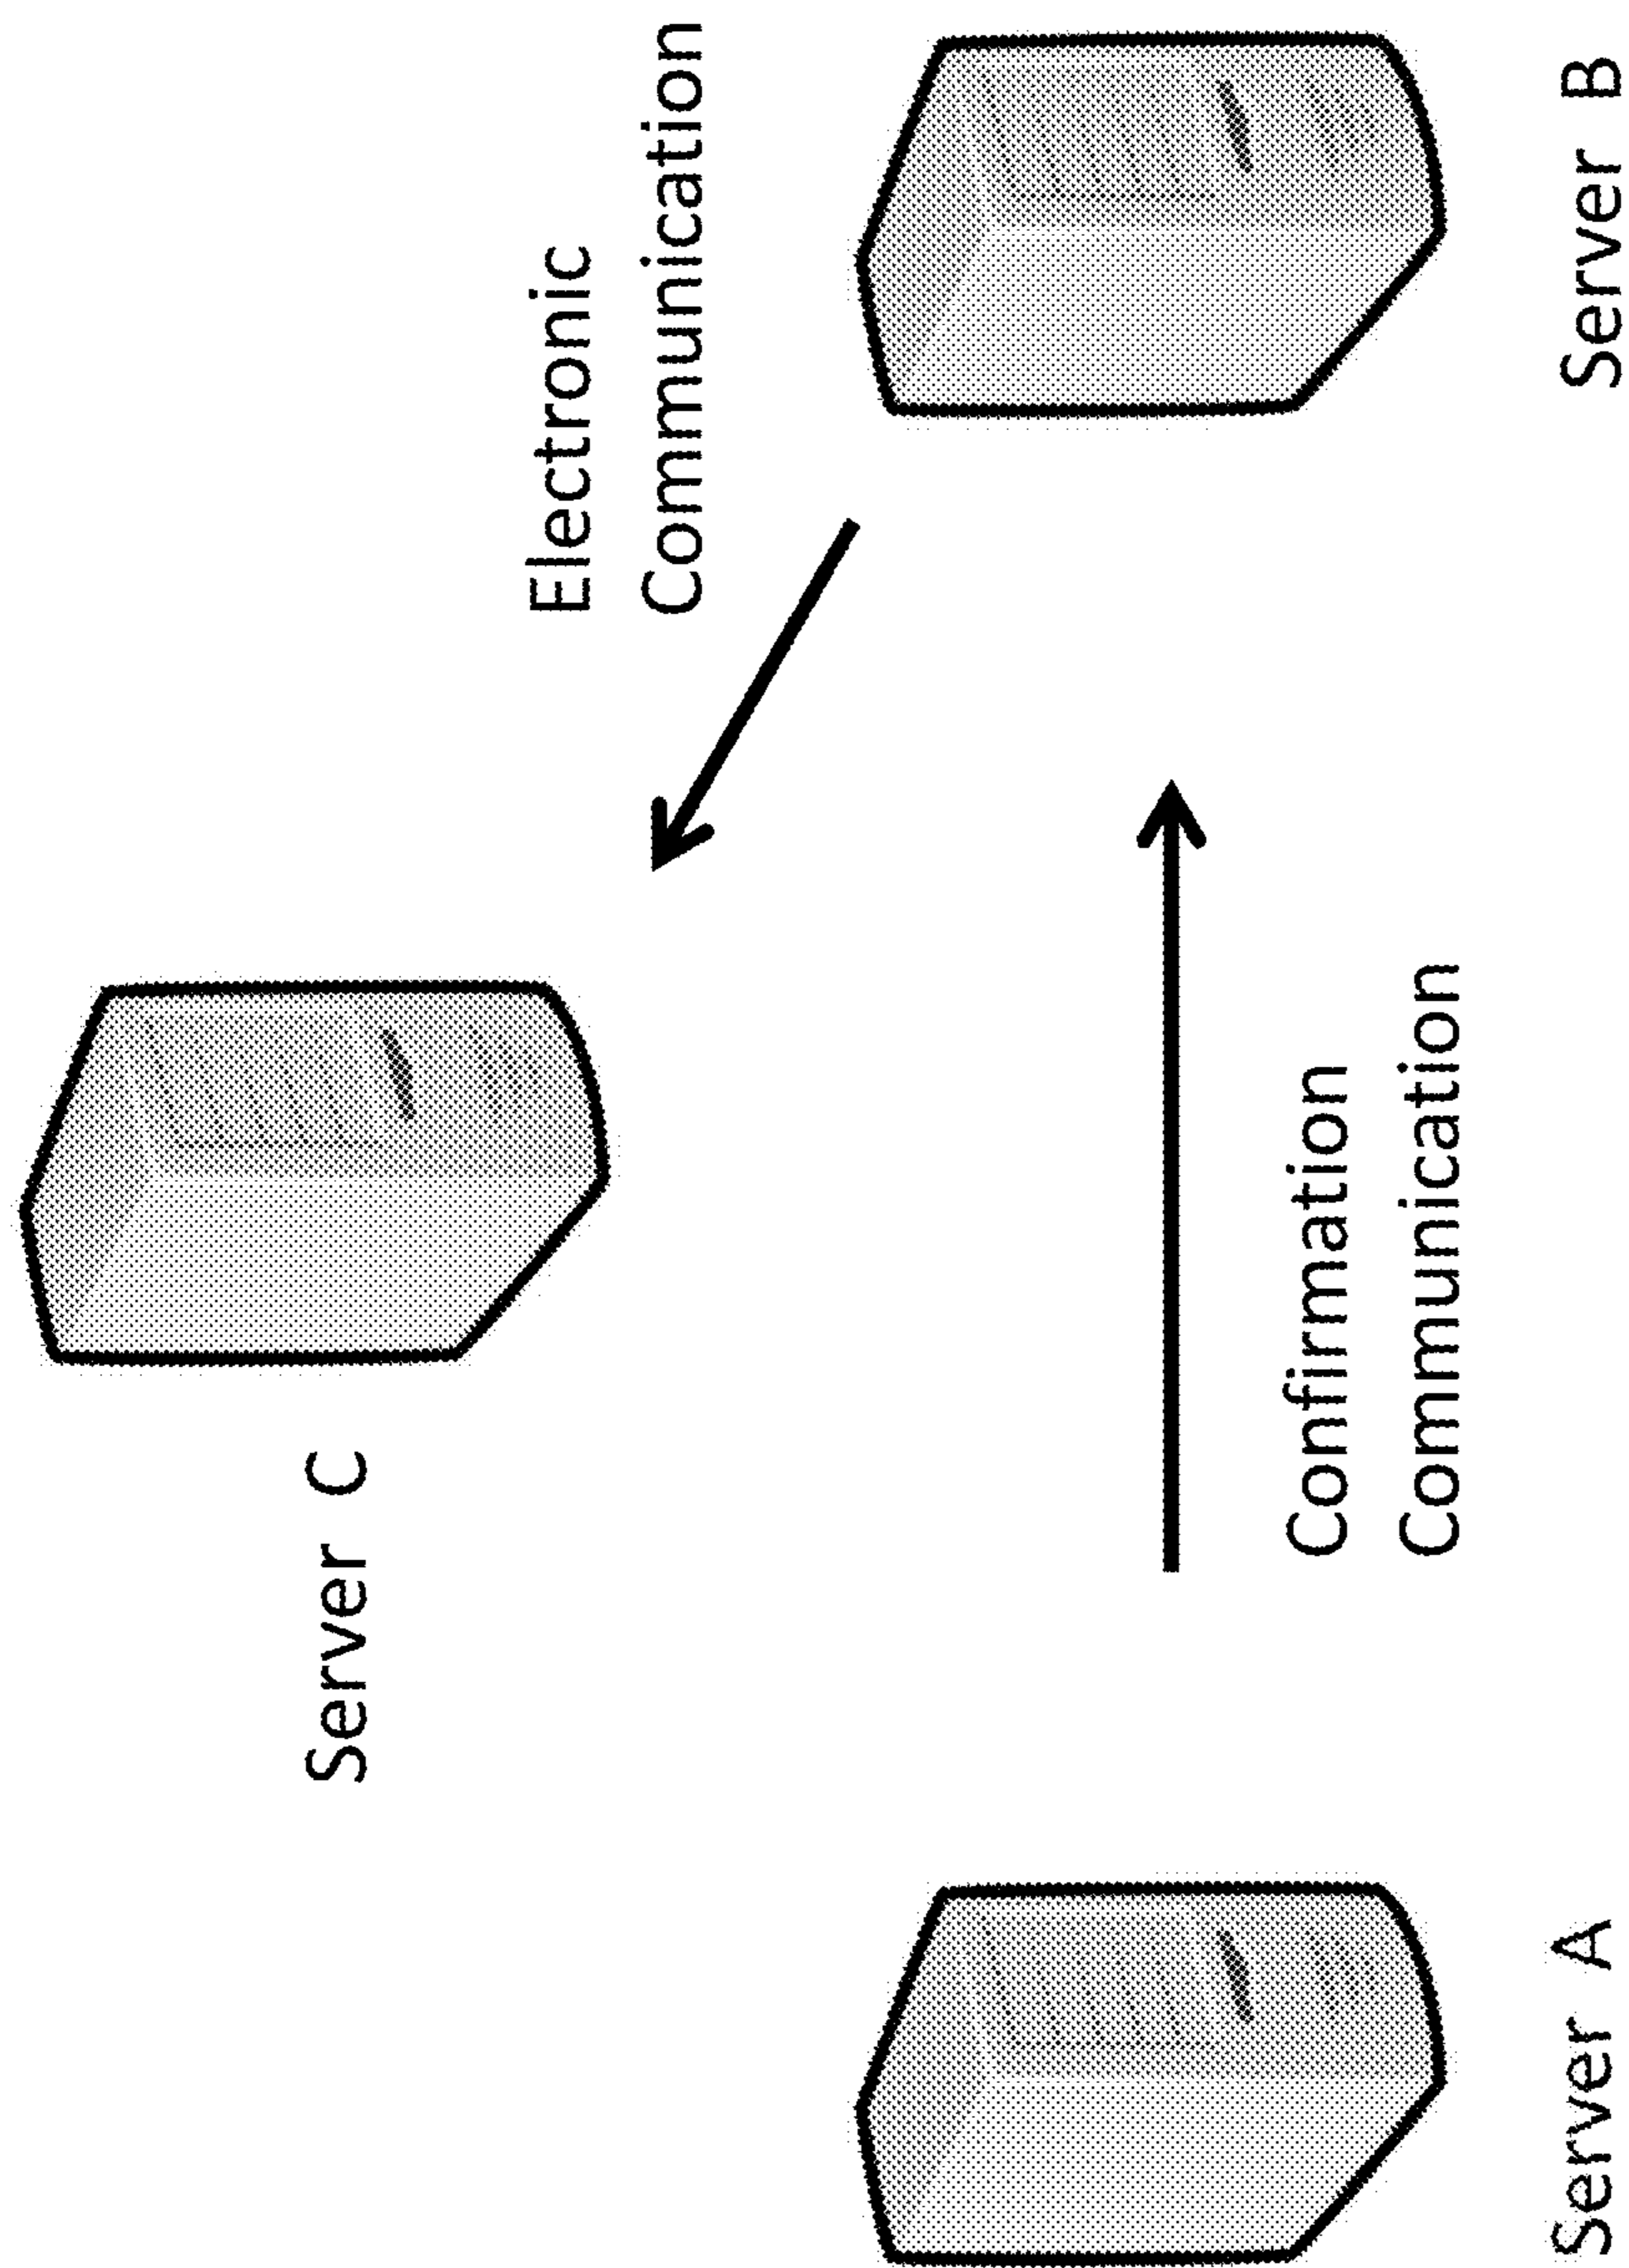 Server C
Electronic
Communication
Confirmation
Communication
Server A
Server B